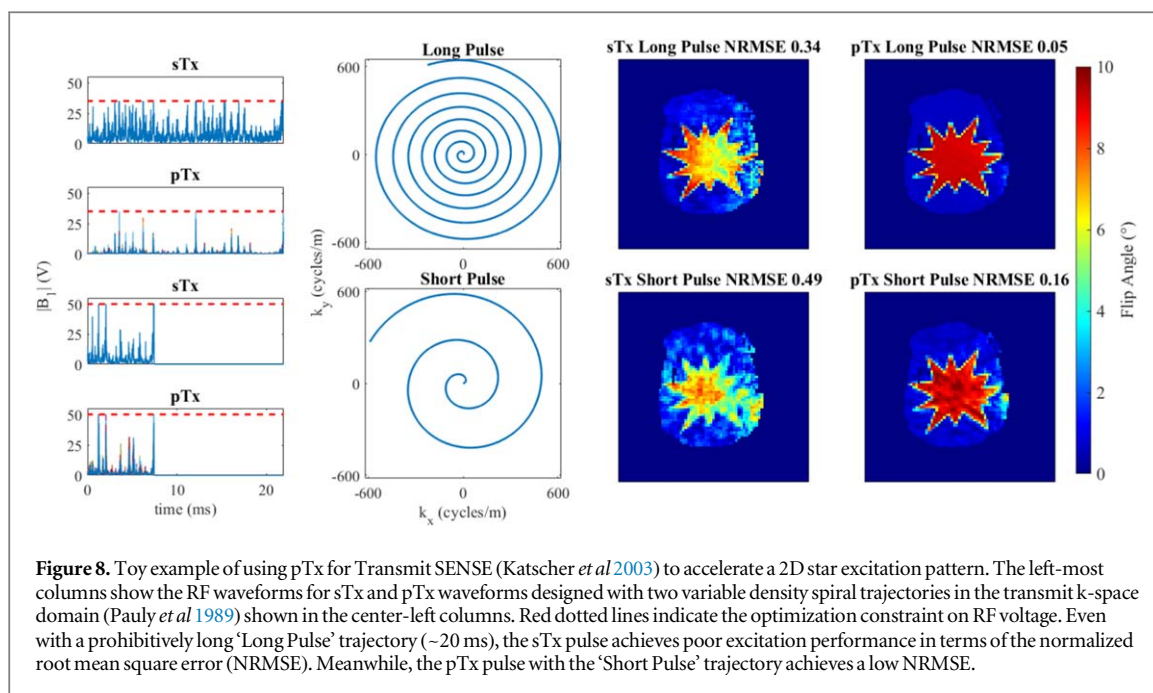 sTx
50
25
0
pTx
50
25
0
sTx
50
25
0
pTx
50
25
0
0 10 20
time (ms)
|B₁| (V)
Long Pulse
600
0
-600
Short Pulse
600
0
-600
-600 0 600
kₓ (cycles/m)
k_y (cycles/m)
sTx Long Pulse NRMSE 0.34
pTx Long Pulse NRMSE 0.05
sTx Short Pulse NRMSE 0.49
pTx Short Pulse NRMSE 0.16
10
8
6
4
2
0
Flip Angle (°)
Figure 8. Toy example of using pTx for Transmit SENSE (Katscher et al 2003) to accelerate a 2D star excitation pattern. The left-most
columns show the RF waveforms for sTx and pTx waveforms designed with two variable density spiral trajectories in the transmit k-space
domain (Pauly et al 1989) shown in the center-left columns. Red dotted lines indicate the optimization constraint on RF voltage. Even
with a prohibitively long ‘Long Pulse’ trajectory (~20 ms), the sTx pulse achieves poor excitation performance in terms of the normalized
root mean square error (NRMSE). Meanwhile, the pTx pulse with the ‘Short Pulse’ trajectory achieves a low NRMSE.